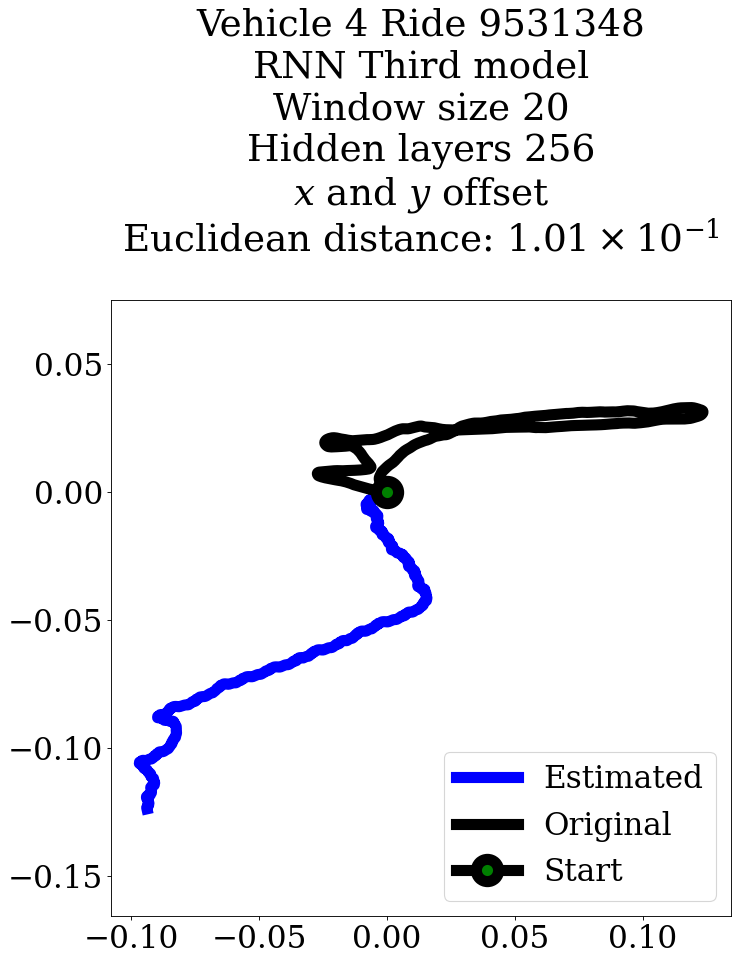 Vehicle 4 Ride 9531348
RNN Third model
Window size 20
Hidden layers 256
x and y offset
Euclidean distance: 1.01 × 10⁻¹
0.05
0.00
−0.05
−0.10
−0.15
Estimated
Original
Start
−0.10 −0.05 0.00 0.05 0.10